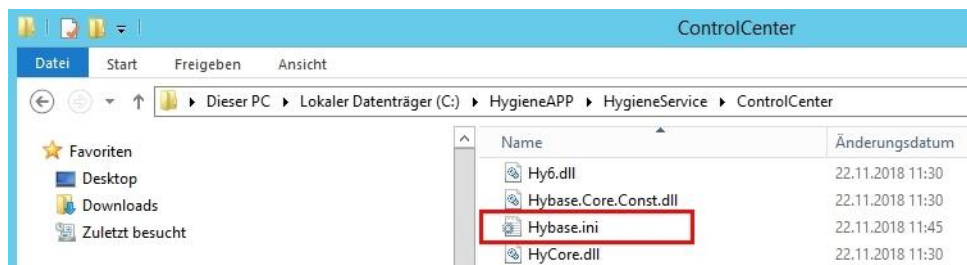 ControlCenter
Datei Start Freigeben Ansicht
Dieser PC Lokaler Datenträger (C:) HygieneAPP HygieneService ControlCenter
Favoriten
Desktop
Downloads
Zuletzt besucht
Name Änderungsdatum
Hy6.dll 22.11.2018 11:30
Hybase.Core.Const.dll 22.11.2018 11:30
Hybase.ini 22.11.2018 11:45
HyCore.dll 22.11.2018 11:30